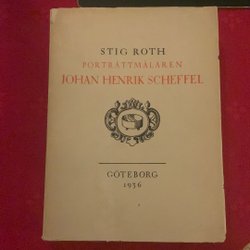 STIG ROTH
PORTRÄTTMÅLAREN
JOHAN HENRIK SCHEFFEL
GÖTEBORG
1936